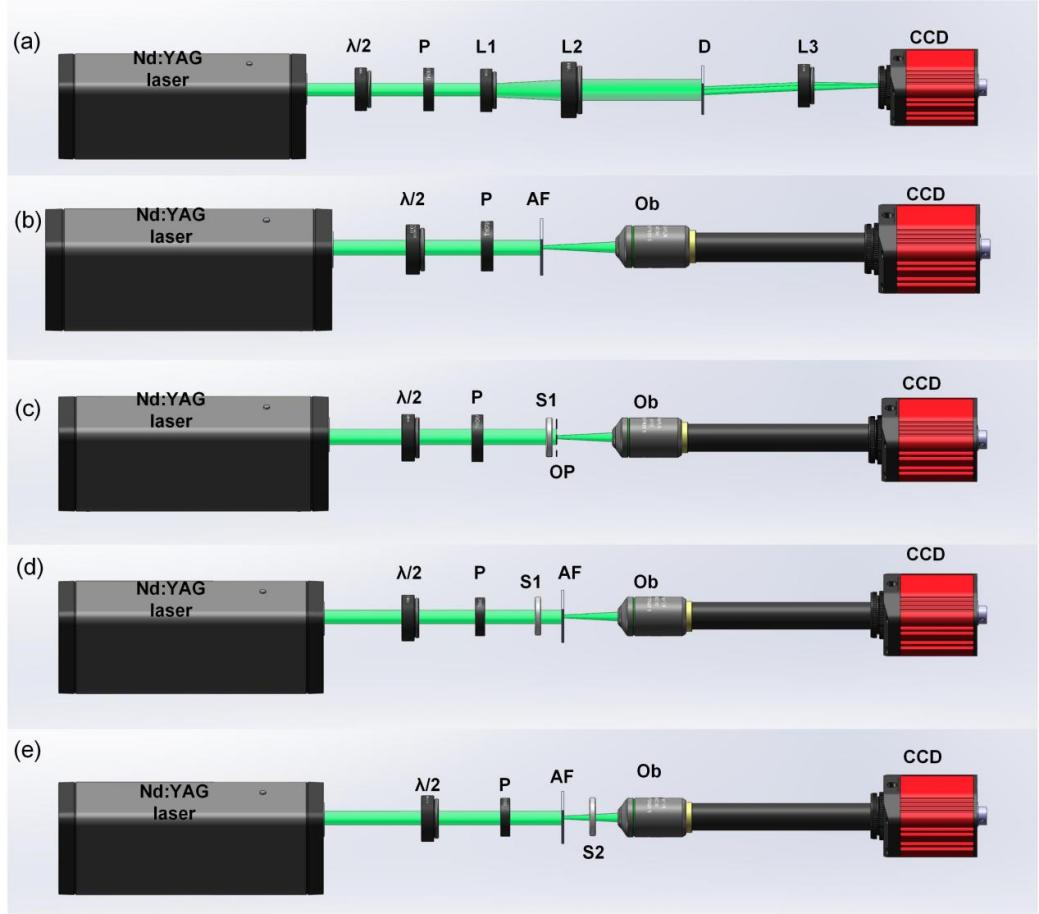 (a)
Nd:YAG
laser
λ/2 P L1 L2 D L3 CCD
(b)
Nd:YAG
laser
λ/2 P AF Ob CCD
(c)
Nd:YAG
laser
λ/2 P S1 OP Ob CCD
(d)
Nd:YAG
laser
λ/2 P S1 AF Ob CCD
(e)
Nd:YAG
laser
λ/2 P AF S2 Ob CCD